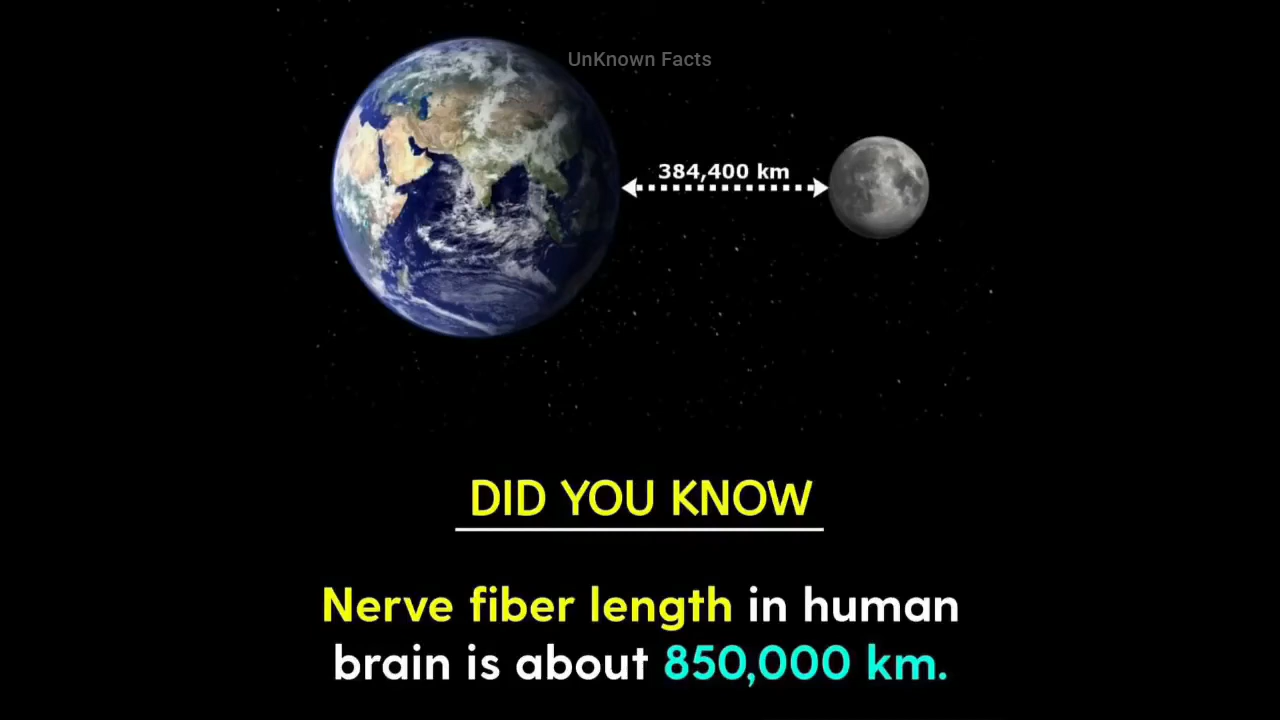 UnKnown Facts
384,400 km
DID YOU KNOW
Nerve fiber length in human
brain is about 850,000 km.